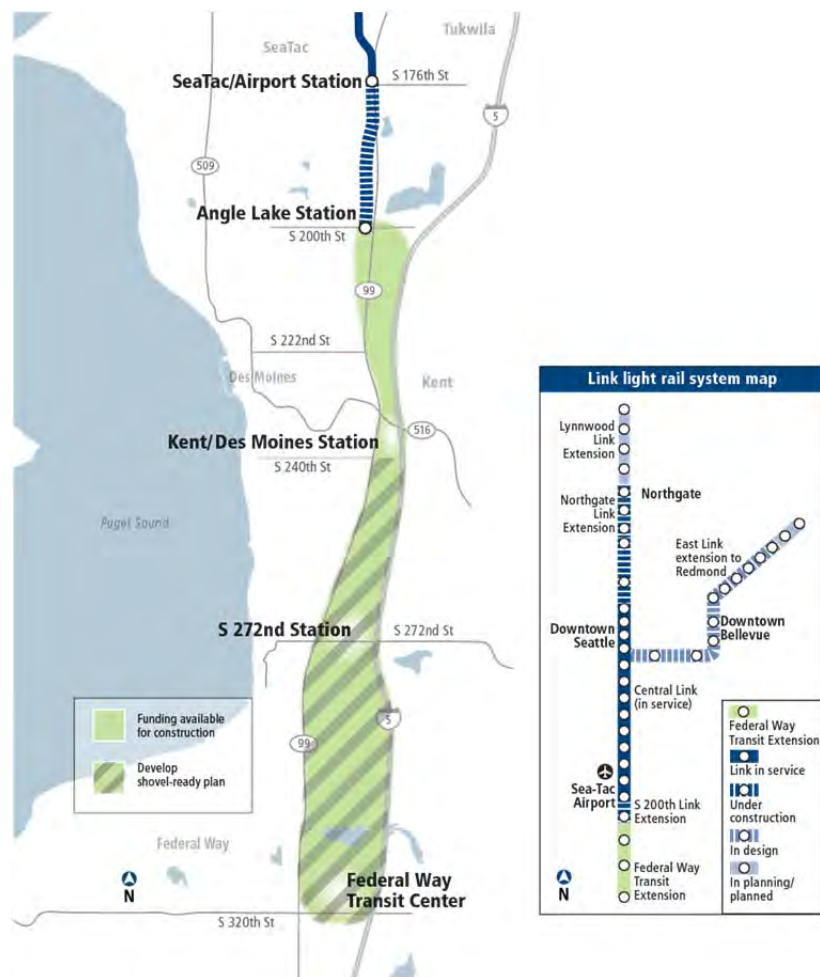 SeaTac
Tukwila
SeaTac/Airport Station
S 176th St
5
509
Angle Lake Station
S 200th St
99
S 222nd St
Des Moines
Kent
516
Kent/Des Moines Station
S 240th St
Puget Sound
S 272nd Station
S 272nd St
Funding available
for construction
Develop
shovel-ready plan
99
5
Federal Way
N
Federal Way
Transit Center
S 320th St
Link light rail system map
Lynnwood
Link
Extension
Northgate
Northgate
Link
Extension
East Link
extension to
Redmond
Downtown
Seattle
Downtown
Bellevue
Central Link
(in service)
Sea-Tac
Airport
S 200th Link
Extension
Federal Way
Transit
Extension
N
Federal Way
Transit Extension
Link in service
Under
construction
In design
In planning/
planned